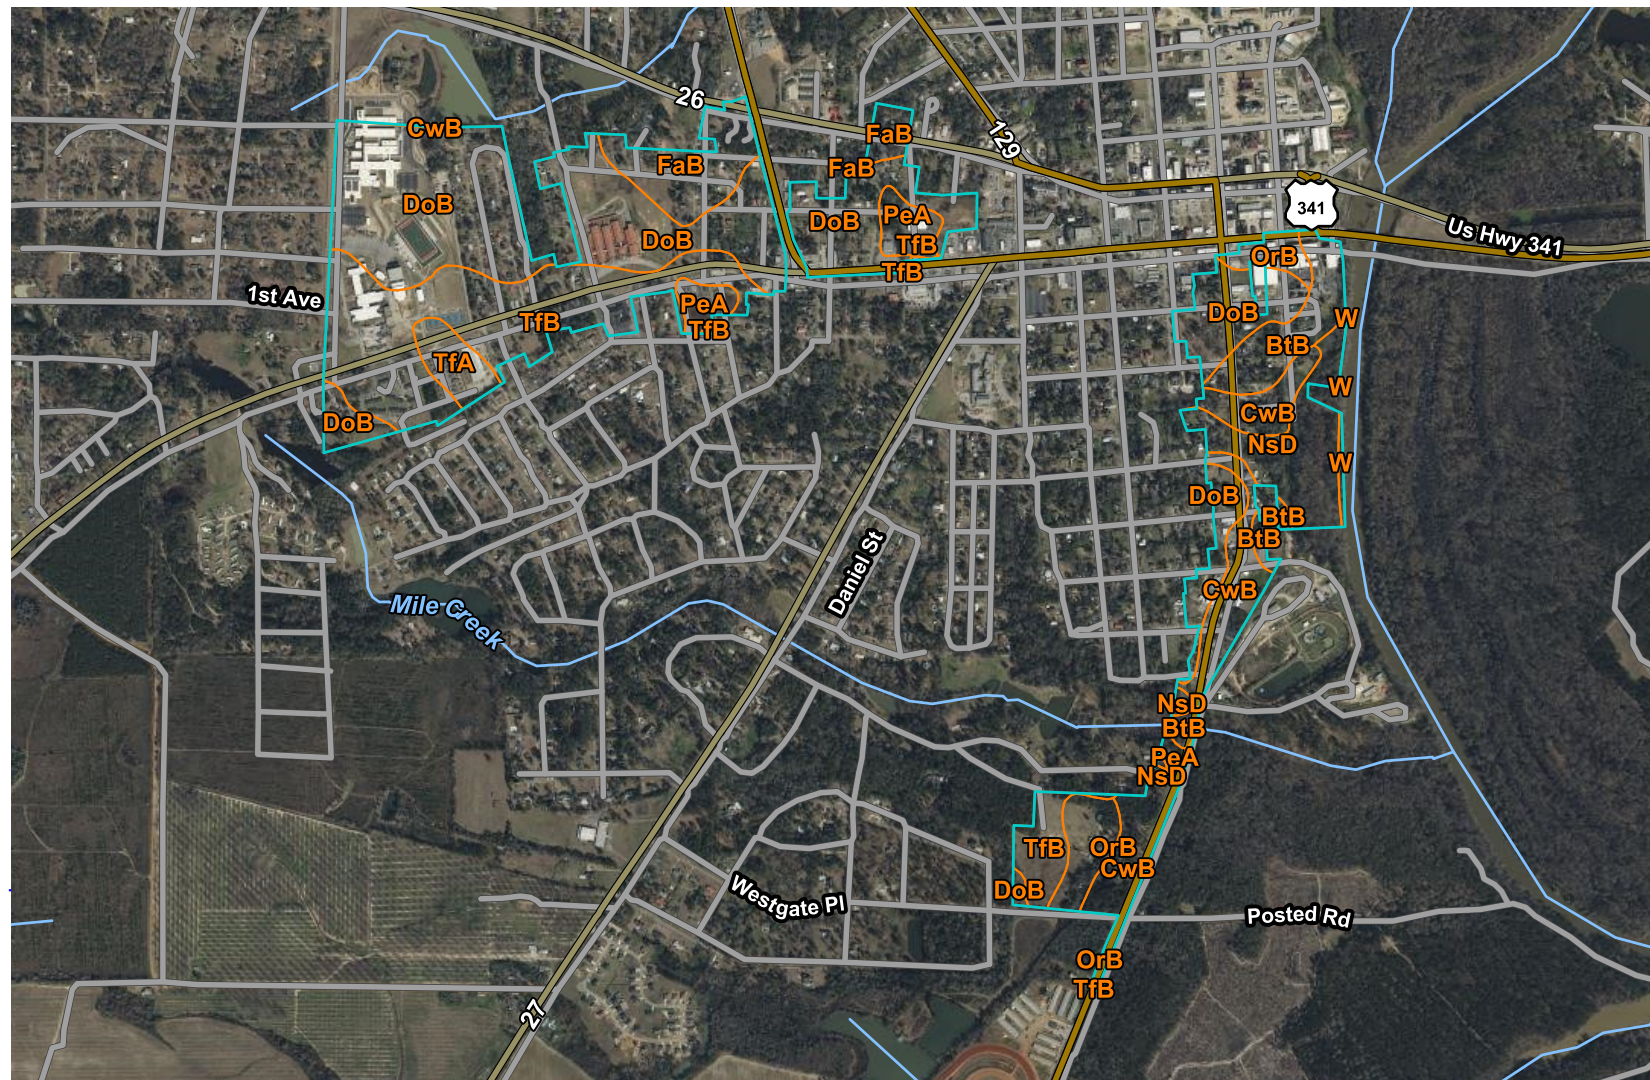 26
129
CwB
FaB
FaB
FaB
DoB
PeA
DoB
TfB
DoB
341
Us Hwy 341
TfB
OrB
1st Ave
PeA
TfB
TfB
DoB
W
BtB
TfA
W
CwB
DoB
NsD
W
DoB
BtB
BtB
Daniel St
CwB
Mile Creek
NsD
BtB
PeA
NsD
TfB
OrB
CwB
DoB
Westgate Pl
Posted Rd
OrB
TfB
27